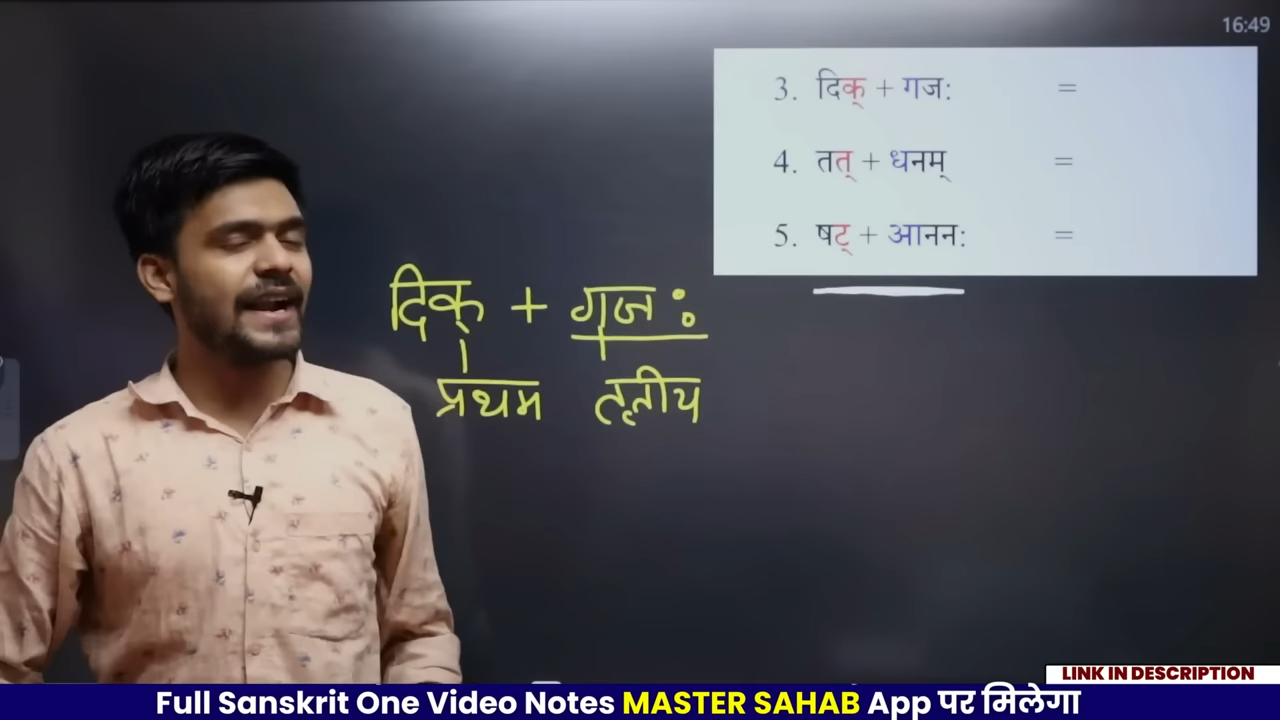 16:49
3. दिक् + गज: =
4. तत् + धनम् =
5. षट् + आनन: =
दिक् + गज :
प्रथम तृतीय
LINK IN DESCRIPTION
Full Sanskrit One Video Notes MASTER SAHAB App पर मिलेगा